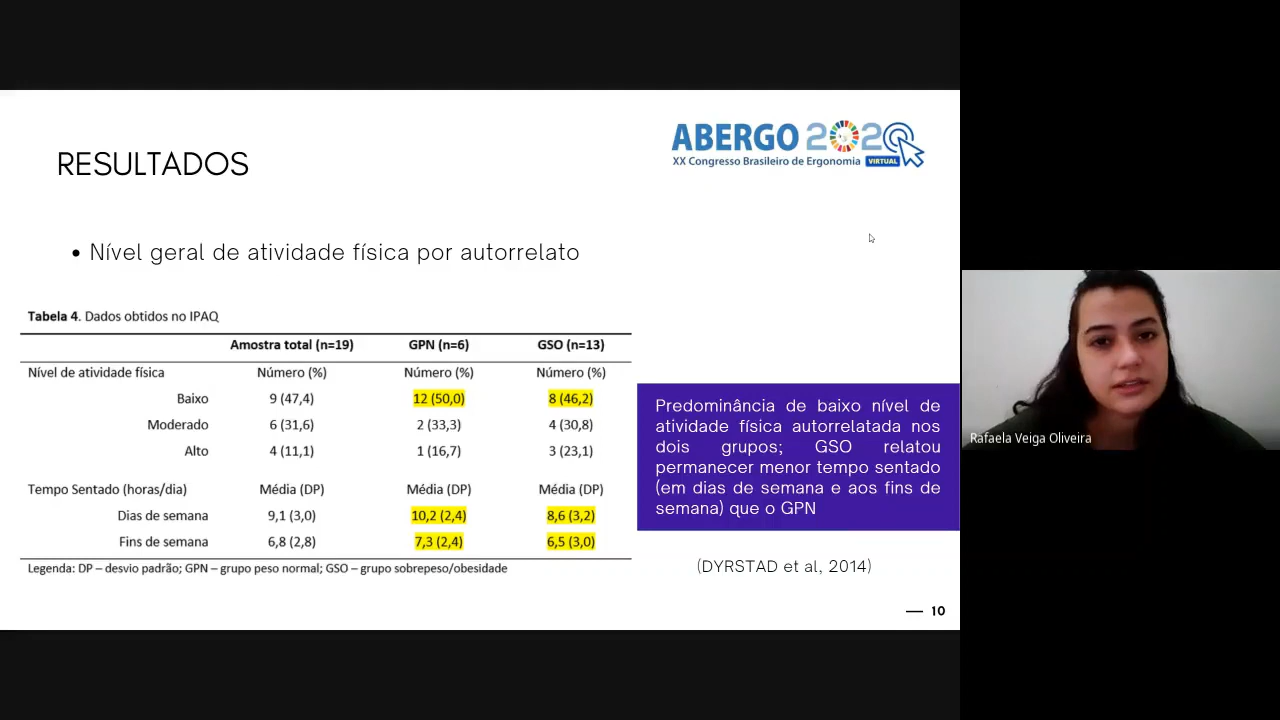 ABERGO 2020
XX Congresso Brasileiro de Ergonomia VIRTUAL
RESULTADOS
• Nível geral de atividade física por autorrelato
Tabela 4. Dados obtidos no IPAQ
Amostra total (n=19) GPN (n=6) GSO (n=13)
Nível de atividade física Número (%) Número (%) Número (%)
Baixo 9 (47,4) 12 (50,0) 8 (46,2)
Moderado 6 (31,6) 2 (33,3) 4 (30,8)
Alto 4 (11,1) 1 (16,7) 3 (23,1)
Tempo Sentado (horas/dia) Média (DP) Média (DP) Média (DP)
Dias de semana 9,1 (3,0) 10,2 (2,4) 8,6 (3,2)
Fins de semana 6,8 (2,8) 7,3 (2,4) 6,5 (3,0)
Legenda: DP – desvio padrão; GPN – grupo peso normal; GSO – grupo sobrepeso/obesidade
Predominância de baixo nível de
atividade física autorrelatada nos
dois grupos; GSO relatou
permanecer menor tempo sentado
(em dias de semana e aos fins de
semana) que o GPN
(DYRSTAD et al, 2014)
10
Rafaela Veiga Oliveira